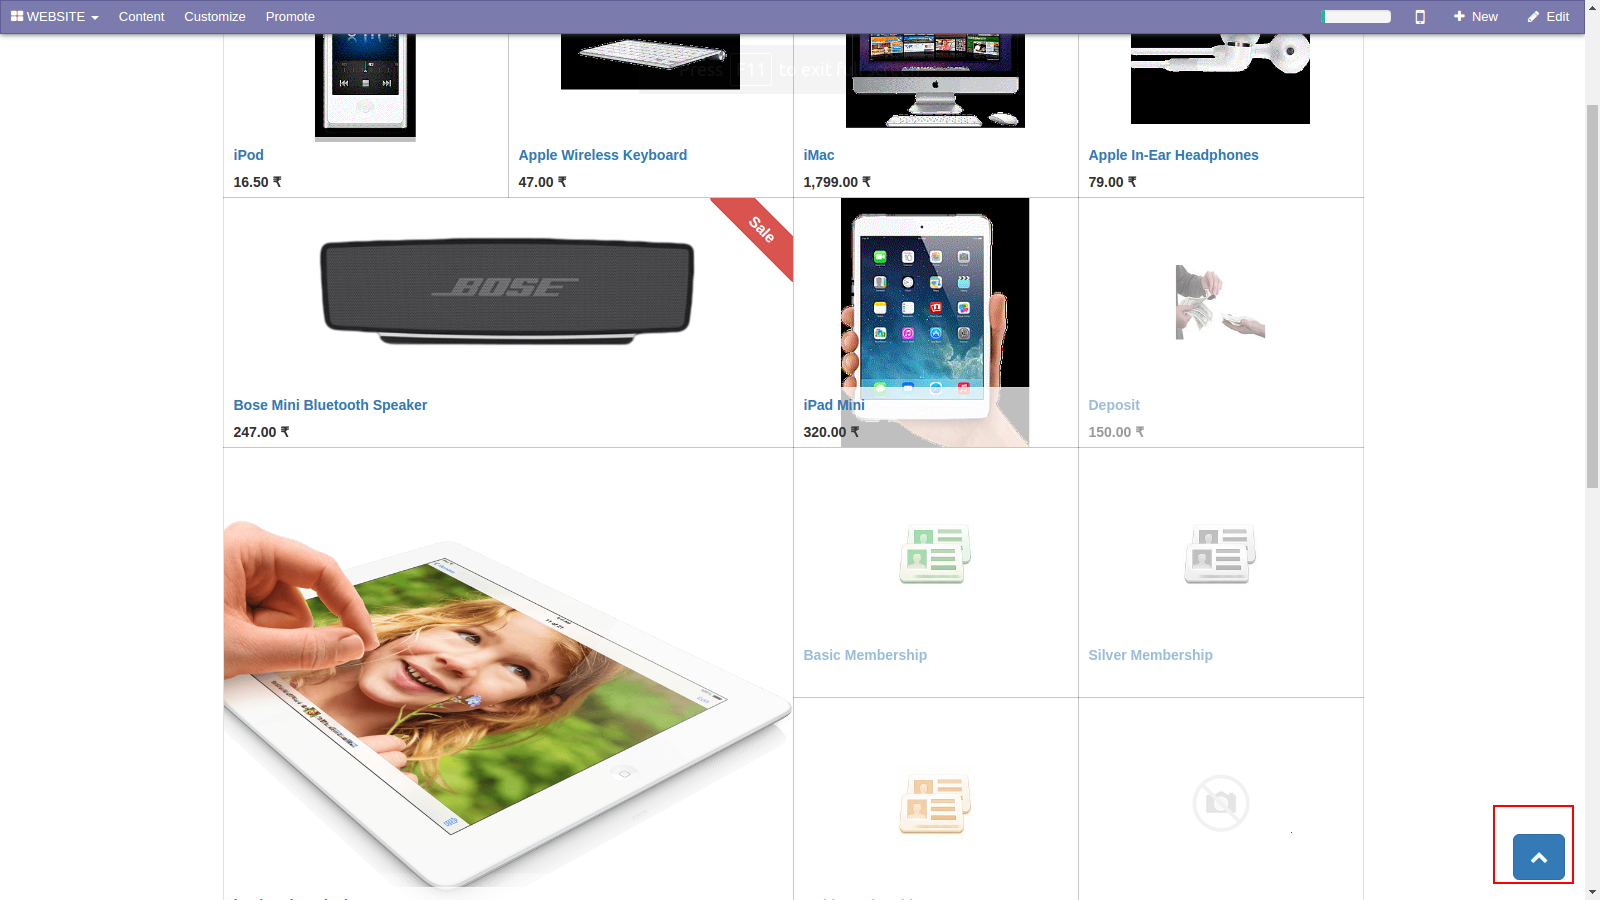 WEBSITE Content Customize Promote New Edit
Press F11 to exit full screen
iPod Apple Wireless Keyboard iMac Apple In-Ear Headphones
16.50 ₹ 47.00 ₹ 1,799.00 ₹ 79.00 ₹
Sale
BOSE
Bose Mini Bluetooth Speaker iPad Mini Deposit
247.00 ₹ 320.00 ₹ 150.00 ₹
Basic Membership Silver Membership